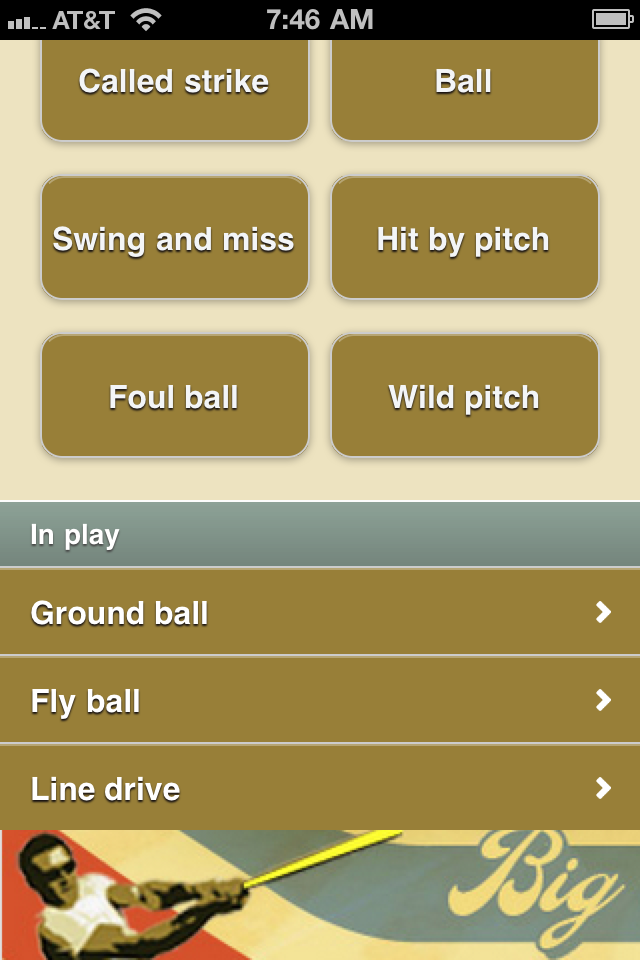 AT&T 7:46 AM
Called strike
Ball
Swing and miss
Hit by pitch
Foul ball
Wild pitch
In play
Ground ball
Fly ball
Line drive
Big